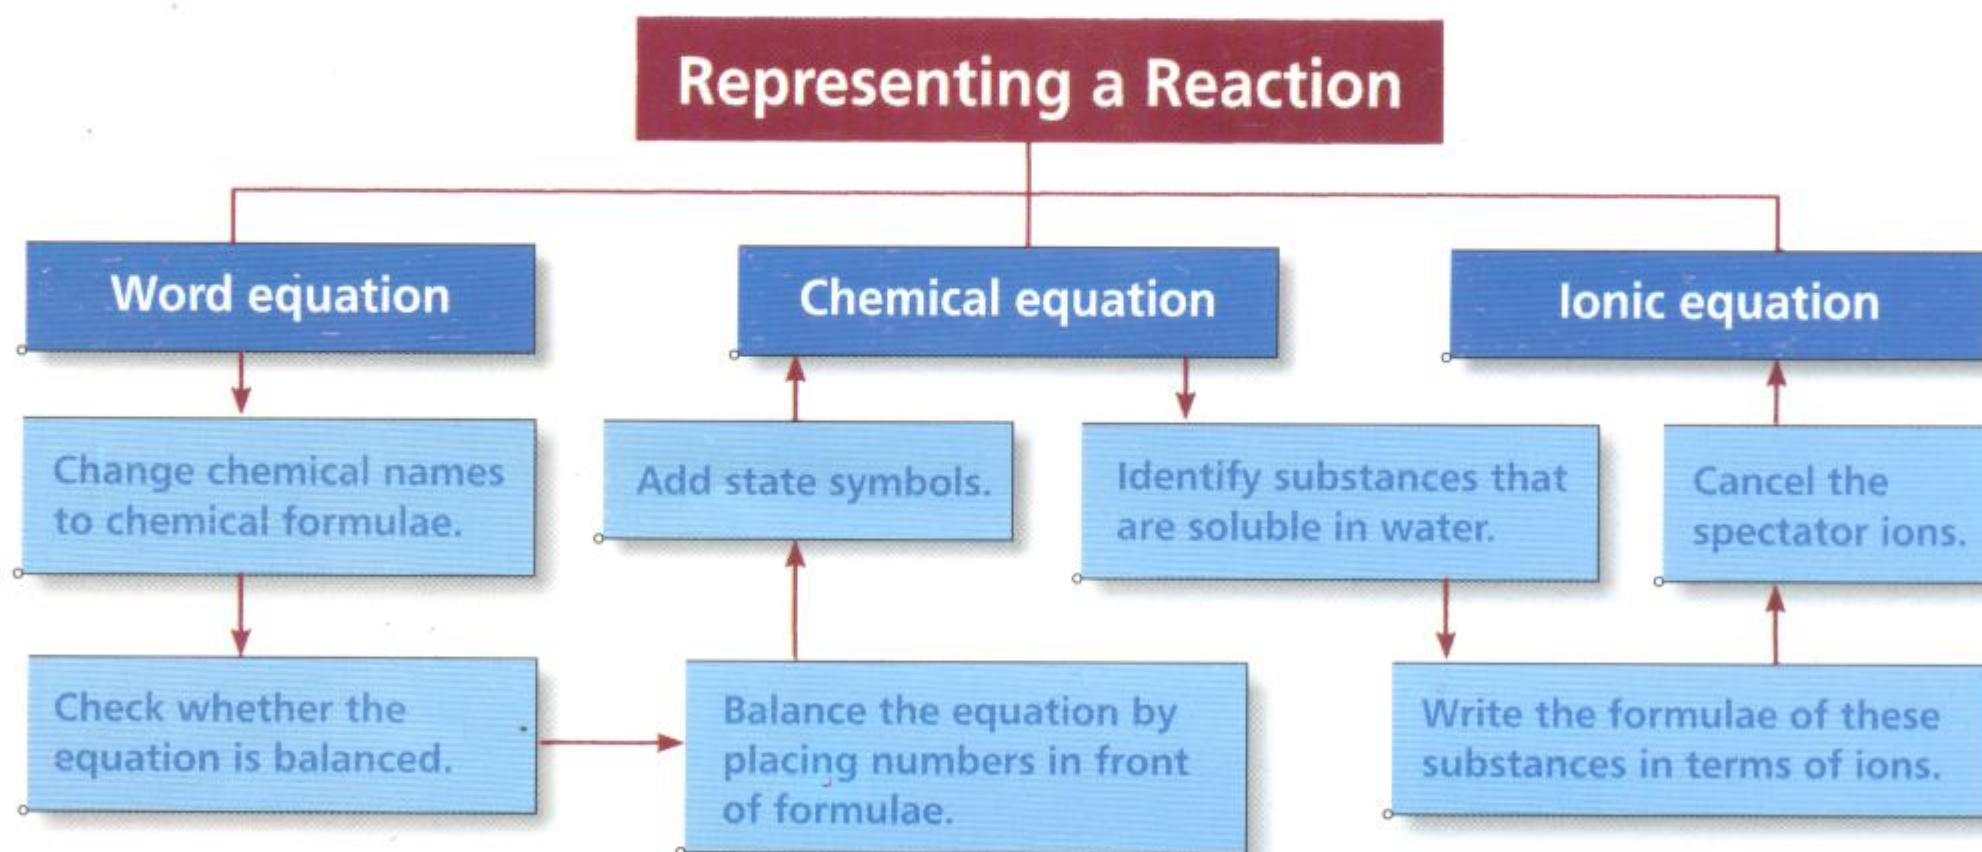 Representing a Reaction
Word equation
Chemical equation
Ionic equation
Change chemical names
to chemical formulae.
Add state symbols.
Identify substances that
are soluble in water.
Cancel the
spectator ions.
Check whether the
equation is balanced.
Balance the equation by
placing numbers in front
of formulae.
Write the formulae of these
substances in terms of ions.